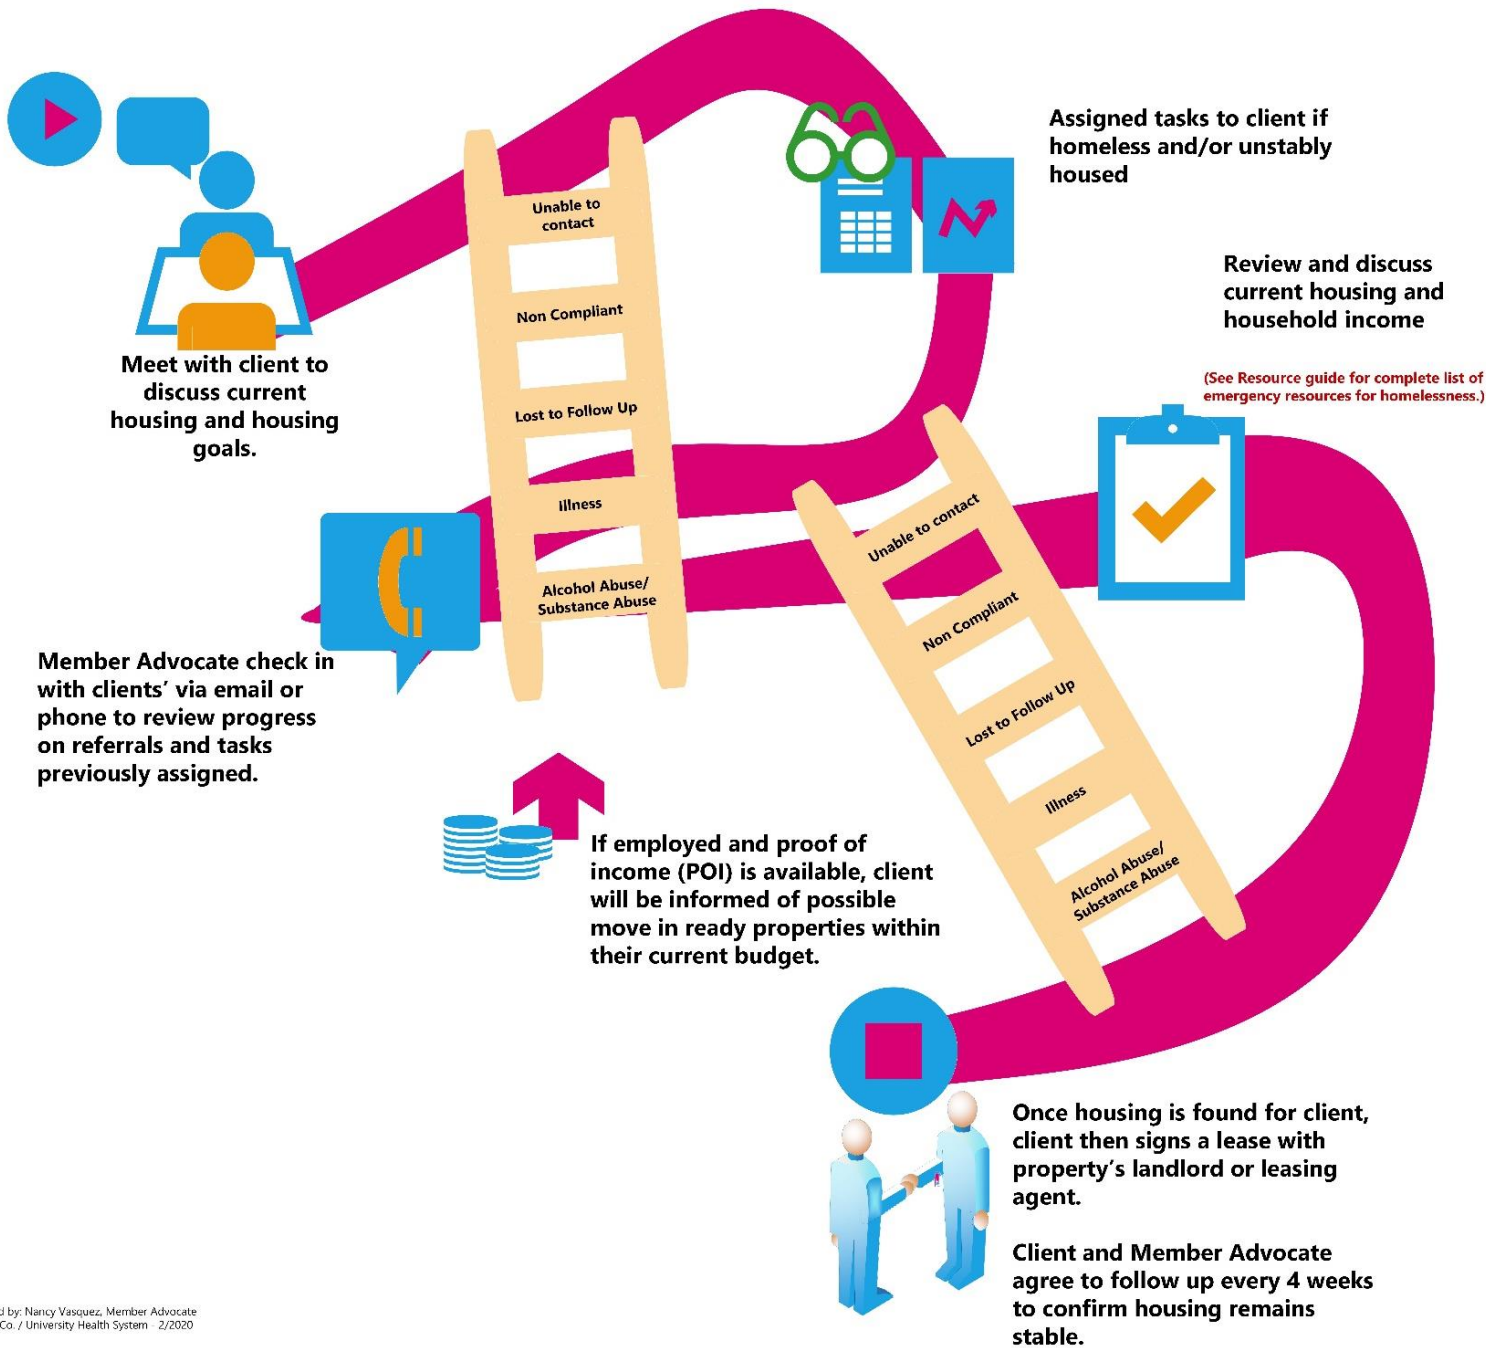 Assigned tasks to client if
homeless and/or unstably
housed
Review and discuss
current housing and
household income
(See Resource guide for complete list of
emergency resources for homelessness.)
Meet with client to
discuss current
housing and housing
goals.
Unable to
contact
Non Compliant
Lost to Follow Up
Illness
Alcohol Abuse/
Substance Abuse
Unable to contact
Non Compliant
Lost to Follow Up
Illness
Alcohol Abuse/
Substance Abuse
Member Advocate check in
with clients’ via email or
phone to review progress
on referrals and tasks
previously assigned.
If employed and proof of
income (POI) is available, client
will be informed of possible
move in ready properties within
their current budget.
Once housing is found for client,
client then signs a lease with
property’s landlord or leasing
agent.
Client and Member Advocate
agree to follow up every 4 weeks
to confirm housing remains
stable.
by: Nancy Vasquez, Member Advocate
Co. / University Health System - 2/2020